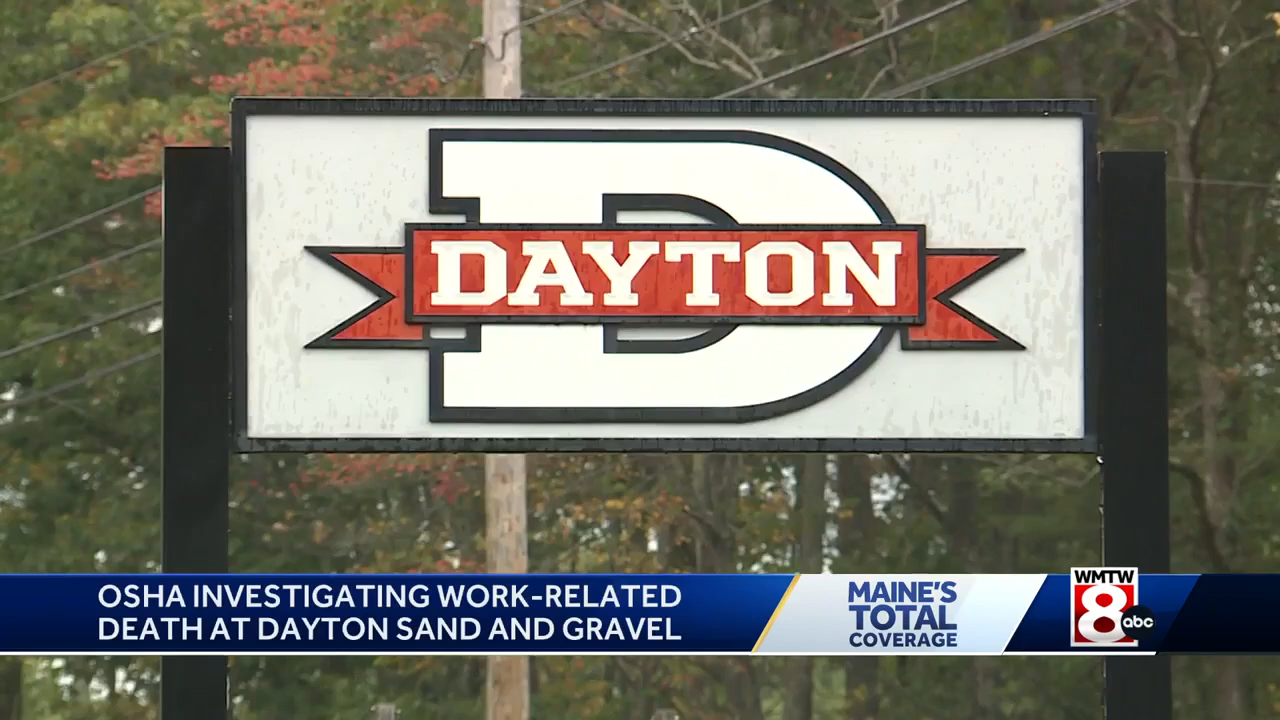 D
DAYTON
OSHA INVESTIGATING WORK-RELATED
DEATH AT DAYTON SAND AND GRAVEL
MAINE'S
TOTAL
COVERAGE
WMTW
8
abc